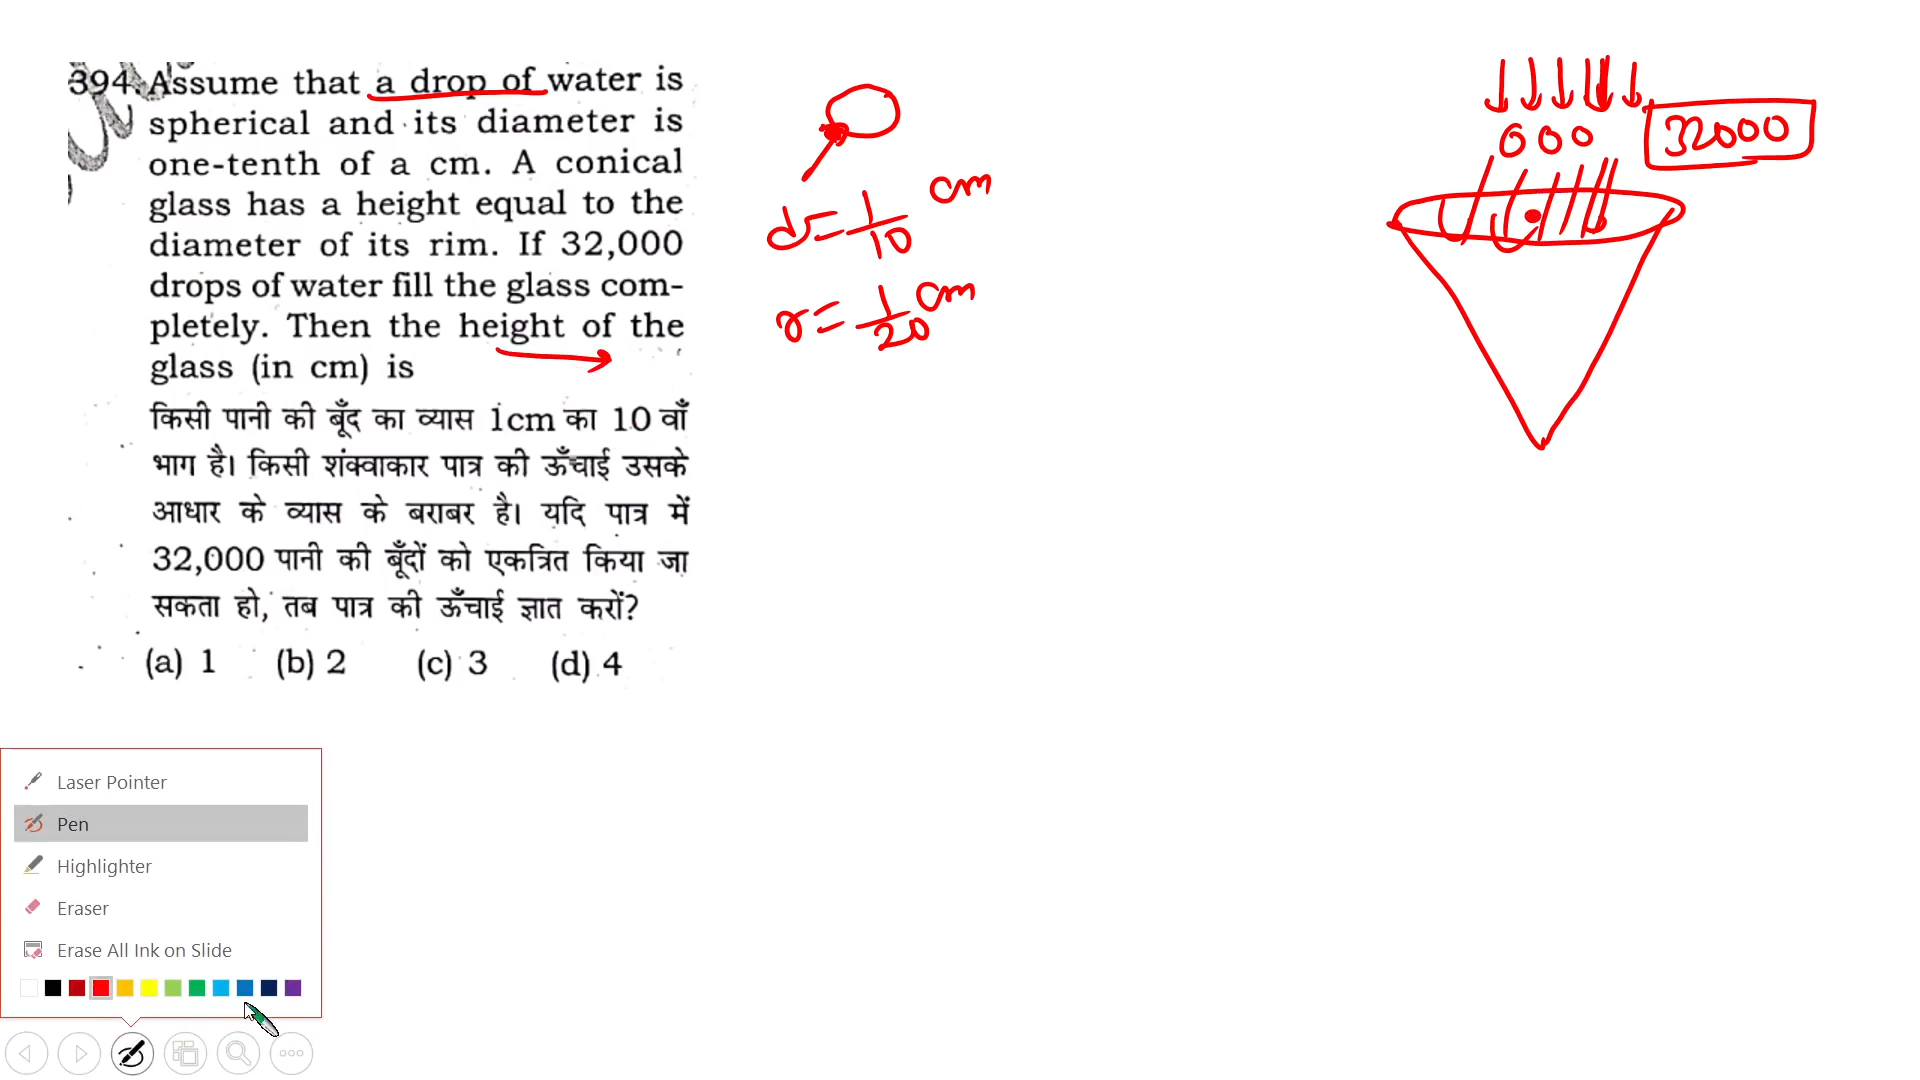 394. Assume that a drop of water is
spherical and its diameter is
one-tenth of a cm. A conical
glass has a height equal to the
diameter of its rim. If 32,000
drops of water fill the glass com-
pletely. Then the height of the
glass (in cm) is
किसी पानी की बूँद का व्यास 1cm का 10 वाँ
भाग है। किसी शंक्वाकार पात्र की ऊँचाई उसके
आधार के व्यास के बराबर है। यदि पात्र में
32,000 पानी की बूँदों को एकत्रित किया जा
सकता हो, तब पात्र की ऊँचाई ज्ञात करों?
(a) 1 (b) 2 (c) 3 (d) 4
d = 1/10 cm
r = 1/20 cm
000
32000
Laser Pointer
Pen
Highlighter
Eraser
Erase All Ink on Slide